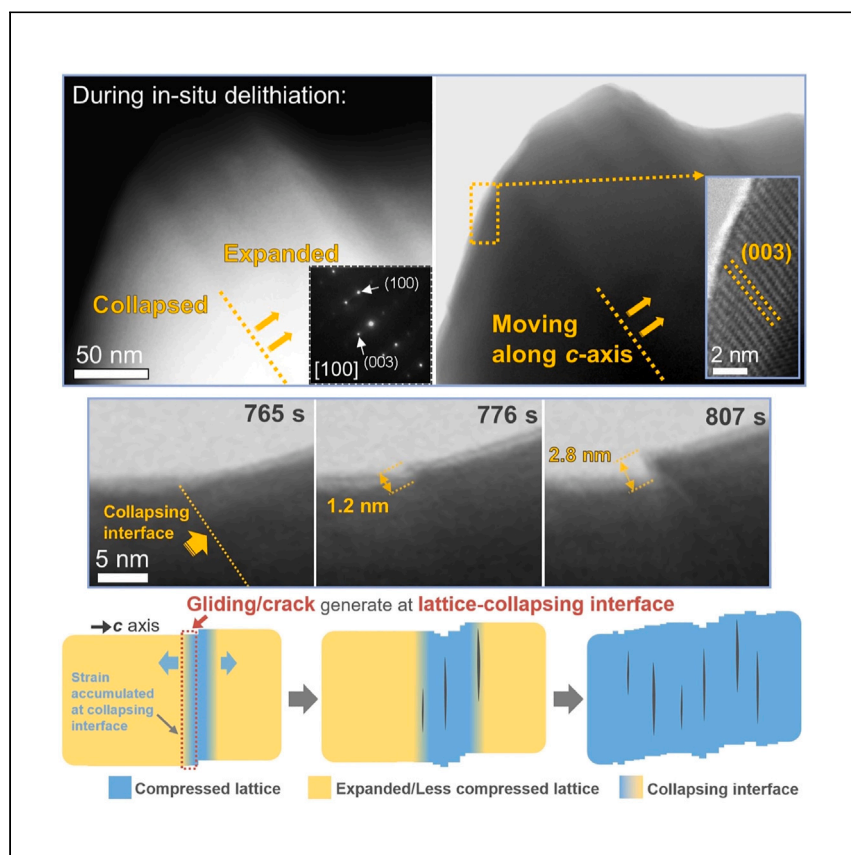 During in-situ delithiation:
Expanded
Collapsed
50 nm
(100)
(003)
[100]
Moving
along c-axis
(003)
2 nm
765 s
Collapsing
interface
5 nm
776 s
1.2 nm
807 s
2.8 nm
Gliding/crack generate at lattice-collapsing interface
c axis
Strain
accumulated
at collapsing
interface
Compressed lattice
Expanded/Less compressed lattice
Collapsing interface